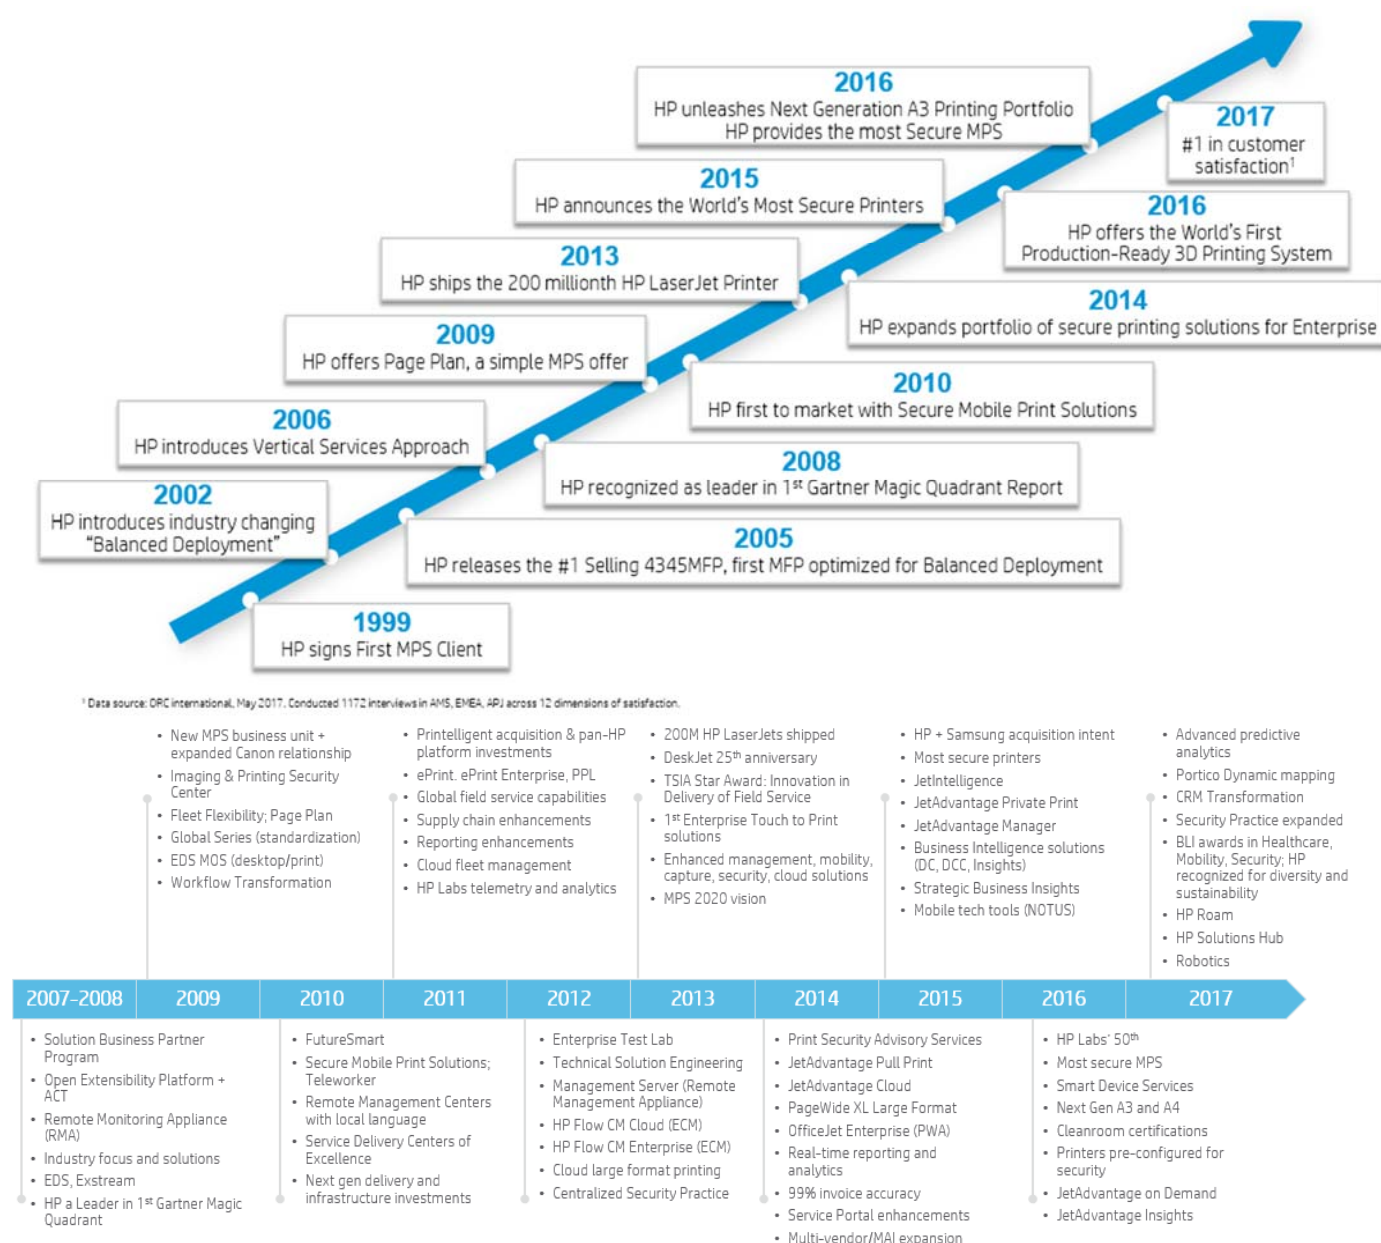 2016
HP unleashes Next Generation A3 Printing Portfolio
HP provides the most Secure MPS
2017
#1 in customer
satisfaction¹
2015
HP announces the World's Most Secure Printers
2016
HP offers the World's First
Production-Ready 3D Printing System
2013
HP ships the 200 millionth HP LaserJet Printer
2014
HP expands portfolio of secure printing solutions for Enterprise
2009
HP offers Page Plan, a simple MPS offer
2010
HP first to market with Secure Mobile Print Solutions
2006
HP introduces Vertical Services Approach
2008
HP recognized as leader in 1st Gartner Magic Quadrant Report
2002
HP introduces industry changing
"Balanced Deployment"
2005
HP releases the #1 Selling 4345MFP, first MFP optimized for Balanced Deployment
1999
HP signs First MPS Client
¹ Data source: ORC international, May 2017. Conducted 1172 interviews in AMS, EMEA, APJ across 12 dimensions of satisfaction.
• New MPS business unit +
expanded Canon relationship
• Imaging & Printing Security
Center
• Fleet Flexibility; Page Plan
• Global Series (standardization)
• EDS MOS (desktop/print)
• Workflow Transformation
• Printelligent acquisition & pan-HP
platform investments
• ePrint. ePrint Enterprise, PPL
• Global field service capabilities
• Supply chain enhancements
• Reporting enhancements
• Cloud fleet management
• HP Labs telemetry and analytics
• 200M HP LaserJets shipped
• DeskJet 25th anniversary
• TSIA Star Award: Innovation in
Delivery of Field Service
• 1st Enterprise Touch to Print
solutions
• Enhanced management, mobility,
capture, security, cloud solutions
• MPS 2020 vision
• HP + Samsung acquisition intent
• Most secure printers
• JetIntelligence
• JetAdvantage Private Print
• JetAdvantage Manager
• Business Intelligence solutions
(DC, DCC, Insights)
• Strategic Business Insights
• Mobile tech tools (NOTUS)
• Advanced predictive
analytics
• Portico Dynamic mapping
• CRM Transformation
• Security Practice expanded
• BLI awards in Healthcare,
Mobility, Security; HP
recognized for diversity and
sustainability
• HP Roam
• HP Solutions Hub
• Robotics
2007-2008 2009 2010 2011 2012 2013 2014 2015 2016 2017
• Solution Business Partner
Program
• Open Extensibility Platform +
ACT
• Remote Monitoring Appliance
(RMA)
• Industry focus and solutions
• EDS, Exstream
• HP a Leader in 1st Gartner Magic
Quadrant
• FutureSmart
• Secure Mobile Print Solutions;
Teleworker
• Remote Management Centers
with local language
• Service Delivery Centers of
Excellence
• Next gen delivery and
infrastructure investments
• Enterprise Test Lab
• Technical Solution Engineering
• Management Server (Remote
Management Appliance)
• HP Flow CM Cloud (ECM)
• HP Flow CM Enterprise (ECM)
• Cloud large format printing
• Centralized Security Practice
• Print Security Advisory Services
• JetAdvantage Pull Print
• JetAdvantage Cloud
• PageWide XL Large Format
• OfficeJet Enterprise (PWA)
• Real-time reporting and
analytics
• 99% invoice accuracy
• Service Portal enhancements
• Multi-vendor/MAI expansion
• HP Labs' 50th
• Most secure MPS
• Smart Device Services
• Next Gen A3 and A4
• Cleanroom certifications
• Printers pre-configured for
security
• JetAdvantage on Demand
• JetAdvantage Insights